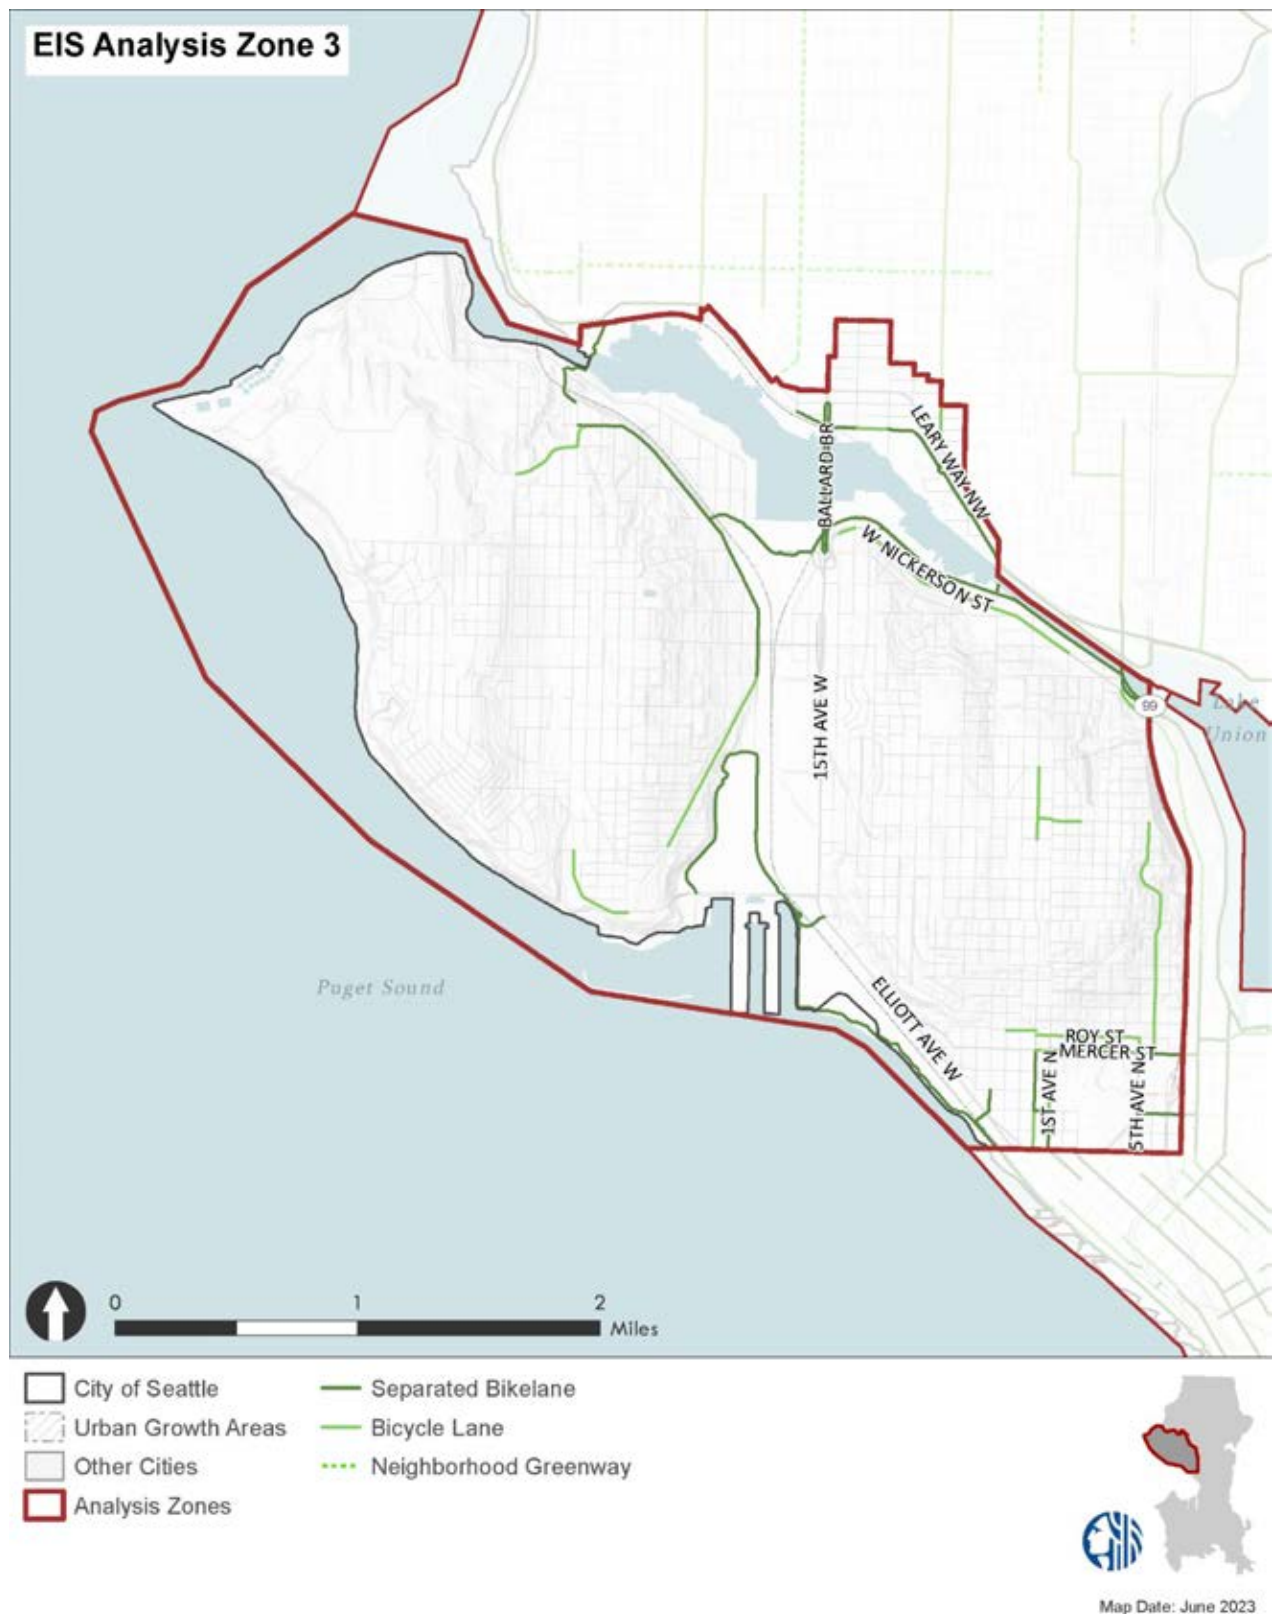 EIS Analysis Zone 3
LEARY WAY NW
BALLARD BR
W NICKERSON ST
99
Lake
Union
15TH AVE W
Puget Sound
ELLIOTT AVE W
ROY ST
MERCER ST
1ST AVE N
5TH AVE N
0 1 2
Miles
City of Seattle
Separated Bikelane
Urban Growth Areas
Bicycle Lane
Other Cities
Neighborhood Greenway
Analysis Zones
Map Date: June 2023